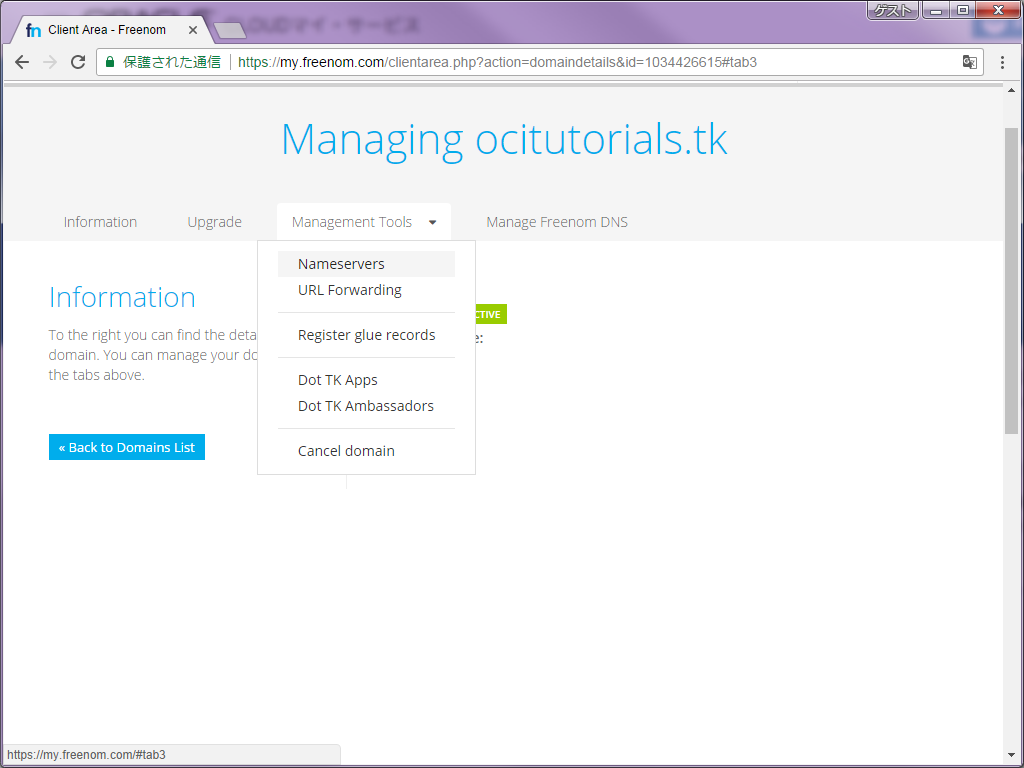 ゲスト
fn Client Area - Freenom
保護された通信 https://my.freenom.com/clientarea.php?action=domaindetails&id=1034426615#tab3
Managing ocitutorials.tk
Information Upgrade Management Tools Manage Freenom DNS
Nameservers
URL Forwarding
Register glue records
Dot TK Apps
Dot TK Ambassadors
Cancel domain
Information
To the right you can find the deta
domain. You can manage your do
the tabs above.
« Back to Domains List
CTIVE
e:
https://my.freenom.com/#tab3